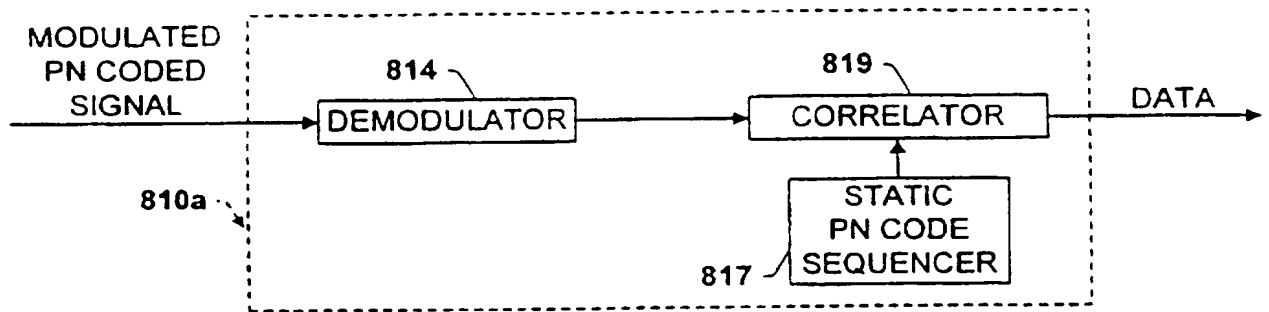 MODULATED
PN CODED
SIGNAL
814
DEMODULATOR
819
CORRELATOR
DATA
810a
STATIC
PN CODE
SEQUENCER
817